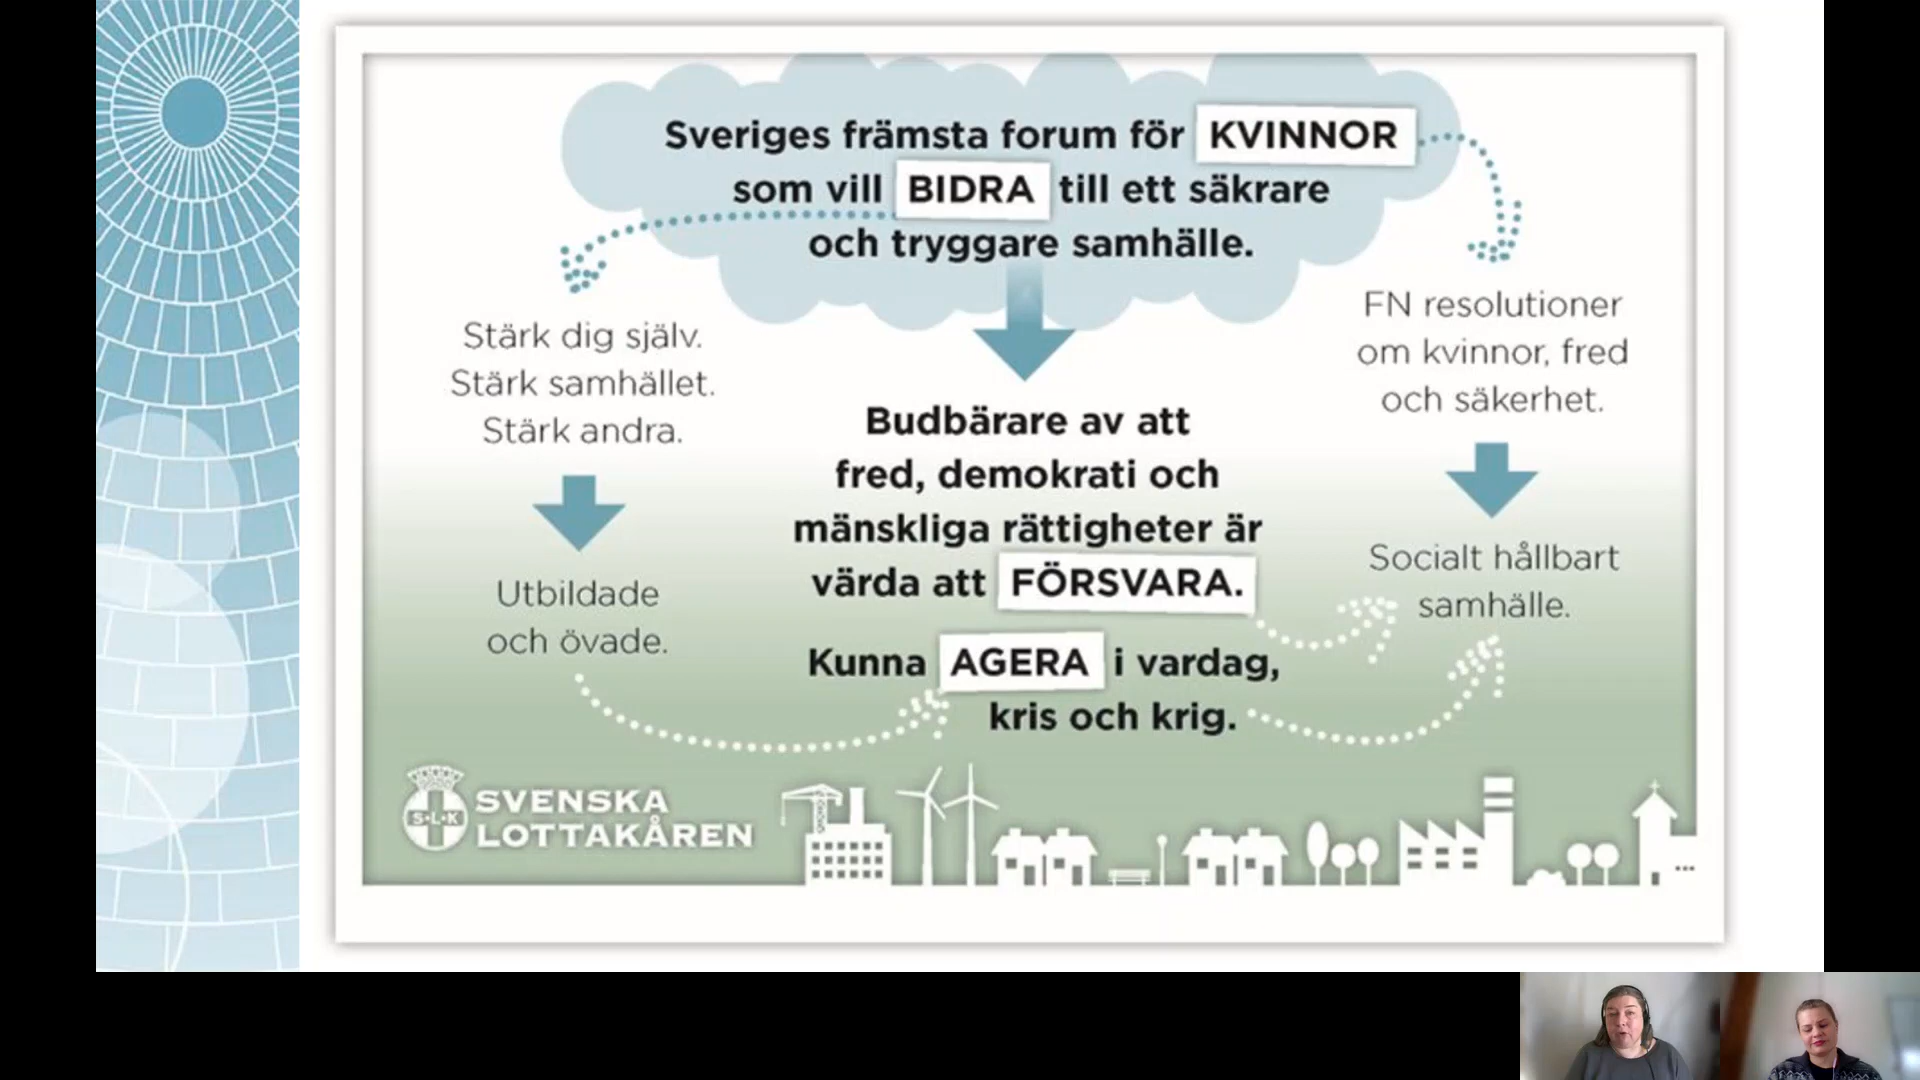 Sveriges främsta forum för KVINNOR
som vill BIDRA till ett säkrare
och tryggare samhälle.
Stärk dig själv.
Stärk samhället.
Stärk andra.
Utbildade
och övade.
Budbärare av att
fred, demokrati och
mänskliga rättigheter är
värda att FÖRSVARA.
Kunna AGERA i vardag,
kris och krig.
FN resolutioner
om kvinnor, fred
och säkerhet.
Socialt hållbart
samhälle.
S•L•K
SVENSKA
LOTTAKÅREN